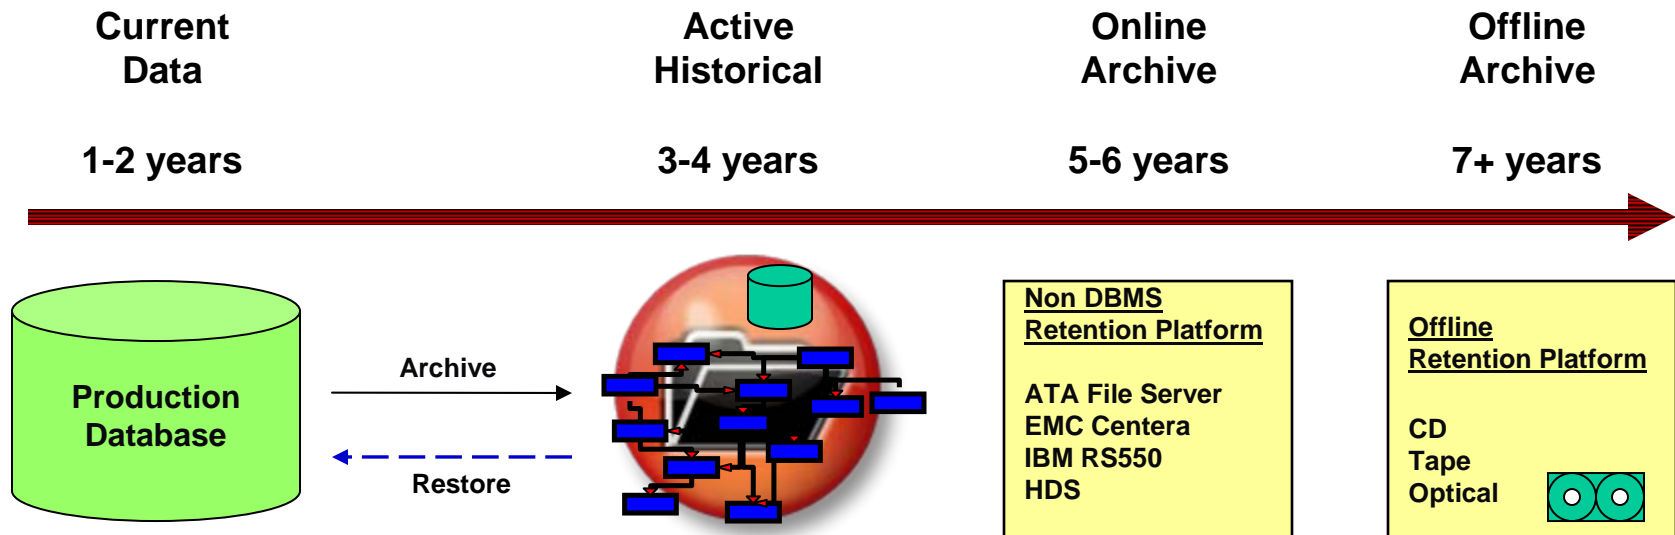 Current
Data
Active
Historical
Online
Archive
Offline
Archive
1-2 years
3-4 years
5-6 years
7+ years
Production
Database
Archive
Restore
Non DBMS
Retention Platform
ATA File Server
EMC Centera
IBM RS550
HDS
Offline
Retention Platform
CD
Tape
Optical